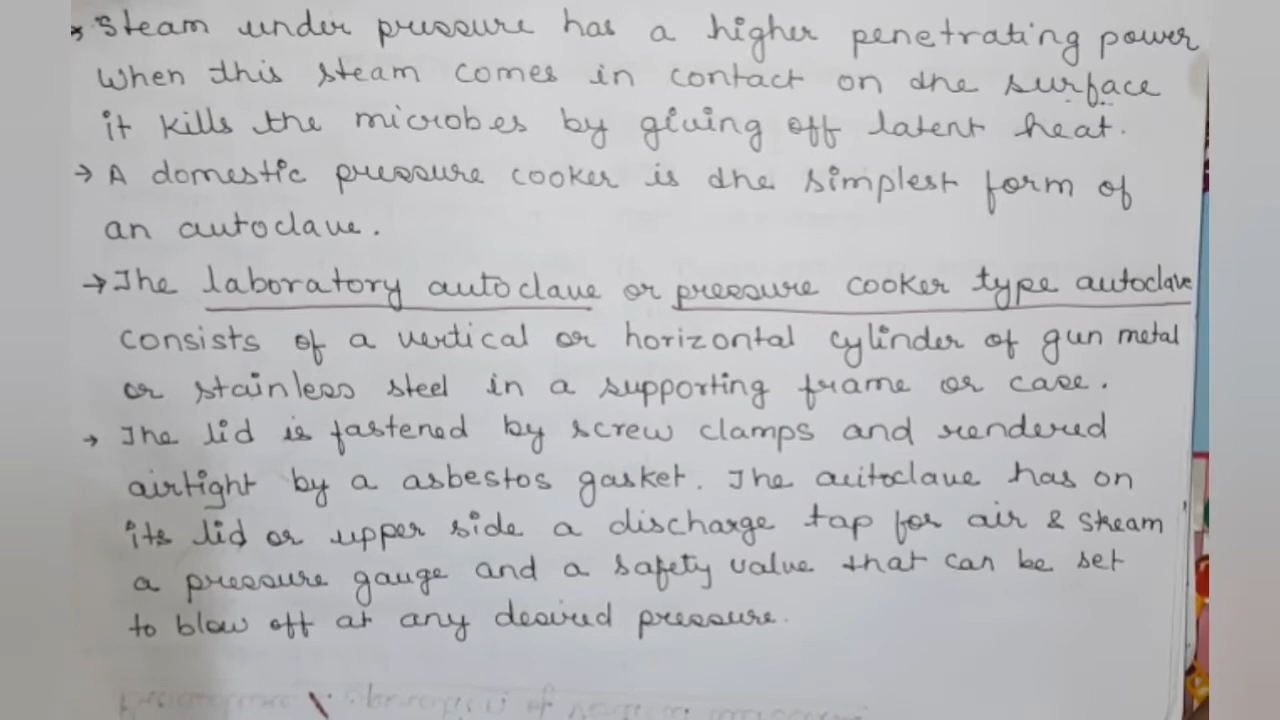 * Steam under pressure has a higher penetrating power
When this steam comes in contact on the surface
it kills the microbes by giving off latent heat.
→ A domestic pressure cooker is the simplest form of
an autoclave.
→ The laboratory autoclave or pressure cooker type autoclave
consists of a vertical or horizontal cylinder of gun metal
or stainless steel in a supporting frame or case.
→ The lid is fastened by screw clamps and rendered
airtight by a asbestos gasket. The autoclave has on
its lid or upper side a discharge tap for air & steam
a pressure gauge and a safety value that can be set
to blow off at any desired pressure.